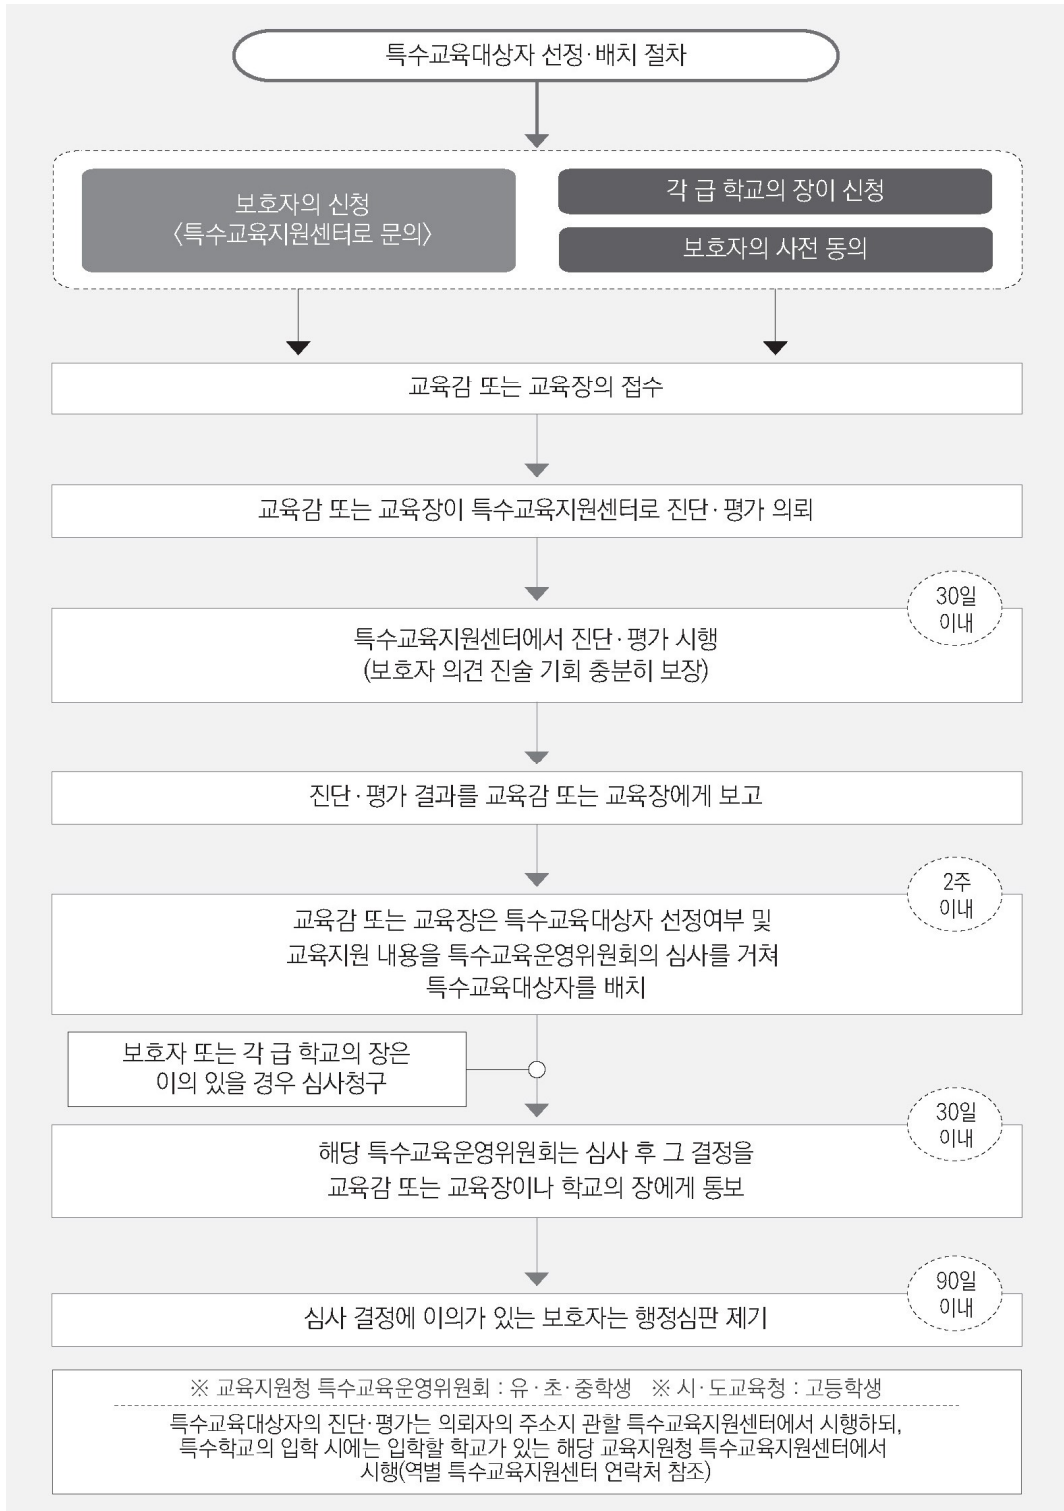 특수교육대상자 선정·배치 절차
보호자의 신청
〈특수교육지원센터로 문의〉
각 급 학교의 장이 신청
보호자의 사전 동의
교육감 또는 교육장의 접수
교육감 또는 교육장이 특수교육지원센터로 진단·평가 의뢰
30일
이내
특수교육지원센터에서 진단·평가 시행
(보호자 의견 진술 기회 충분히 보장)
진단·평가 결과를 교육감 또는 교육장에게 보고
2주
이내
교육감 또는 교육장은 특수교육대상자 선정여부 및
교육지원 내용을 특수교육운영위원회의 심사를 거쳐
특수교육대상자를 배치
보호자 또는 각 급 학교의 장은
이의 있을 경우 심사청구
30일
이내
해당 특수교육운영위원회는 심사 후 그 결정을
교육감 또는 교육장이나 학교의 장에게 통보
90일
이내
심사 결정에 이의가 있는 보호자는 행정심판 제기
※ 교육지원청 특수교육운영위원회 : 유·초·중학생 ※ 시·도교육청 : 고등학생
특수교육대상자의 진단·평가는 의뢰자의 주소지 관할 특수교육지원센터에서 시행하되,
특수학교의 입학 시에는 입학할 학교가 있는 해당 교육지원청 특수교육지원센터에서
시행(역별 특수교육지원센터 연락처 참조)